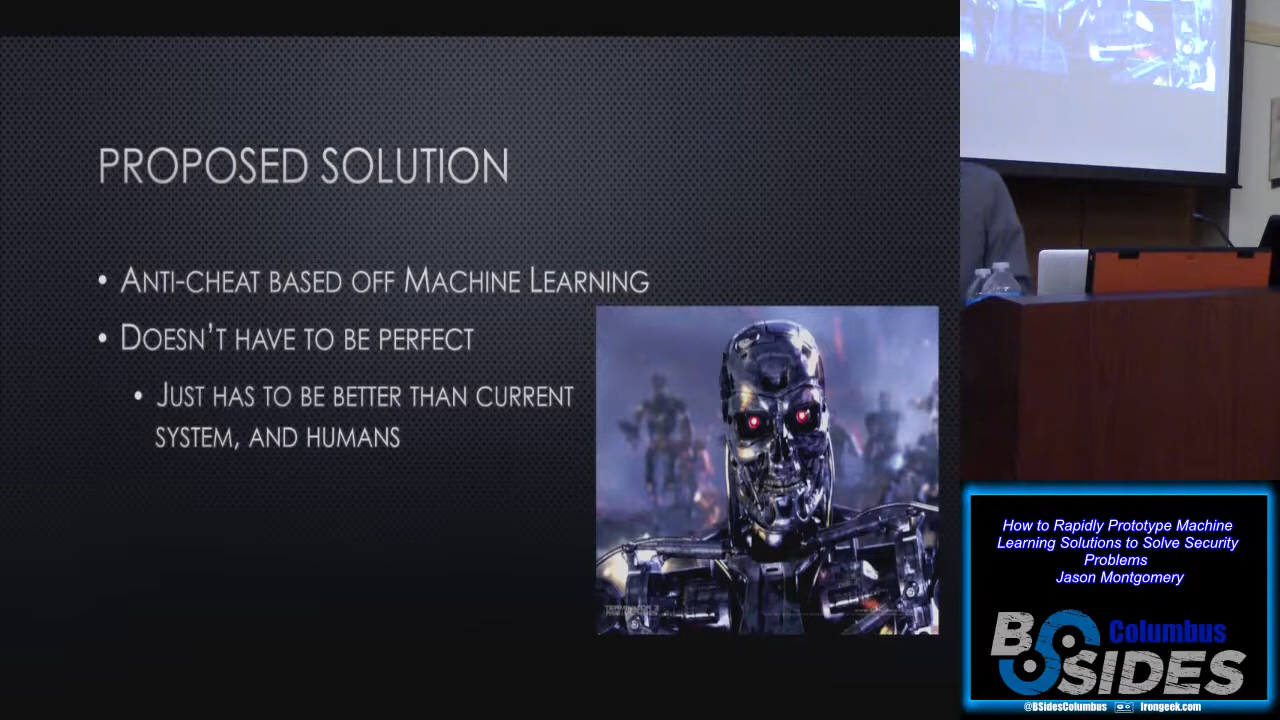 PROPOSED SOLUTION
• ANTI-CHEAT BASED OFF MACHINE LEARNING
• DOESN'T HAVE TO BE PERFECT
• JUST HAS TO BE BETTER THAN CURRENT
SYSTEM, AND HUMANS
TERMINATOR 3
How to Rapidly Prototype Machine
Learning Solutions to Solve Security
Problems
Jason Montgomery
BSIDES
Columbus
@BSidesColumbus Irongeek.com